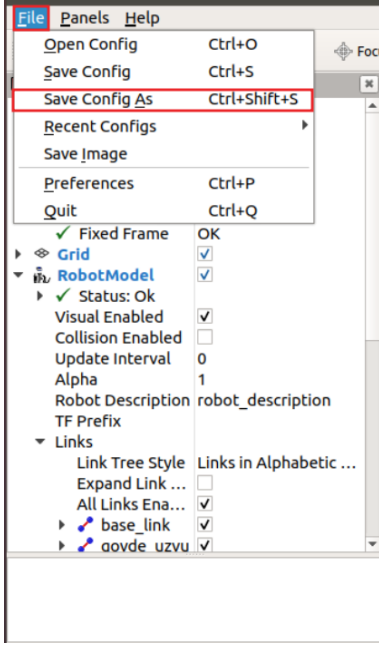 File Panels Help
Open Config Ctrl+O
Foc
Save Config Ctrl+S
Save Config As Ctrl+Shift+S
Recent Configs
Save Image
Preferences Ctrl+P
Quit Ctrl+Q
Fixed Frame OK
Grid
RobotModel
Status: Ok
Visual Enabled
Collision Enabled
Update Interval 0
Alpha 1
Robot Description robot_description
TF Prefix
Links
Link Tree Style Links in Alphabetic ...
Expand Link ...
All Links Ena...
base_link
govde_uzvu